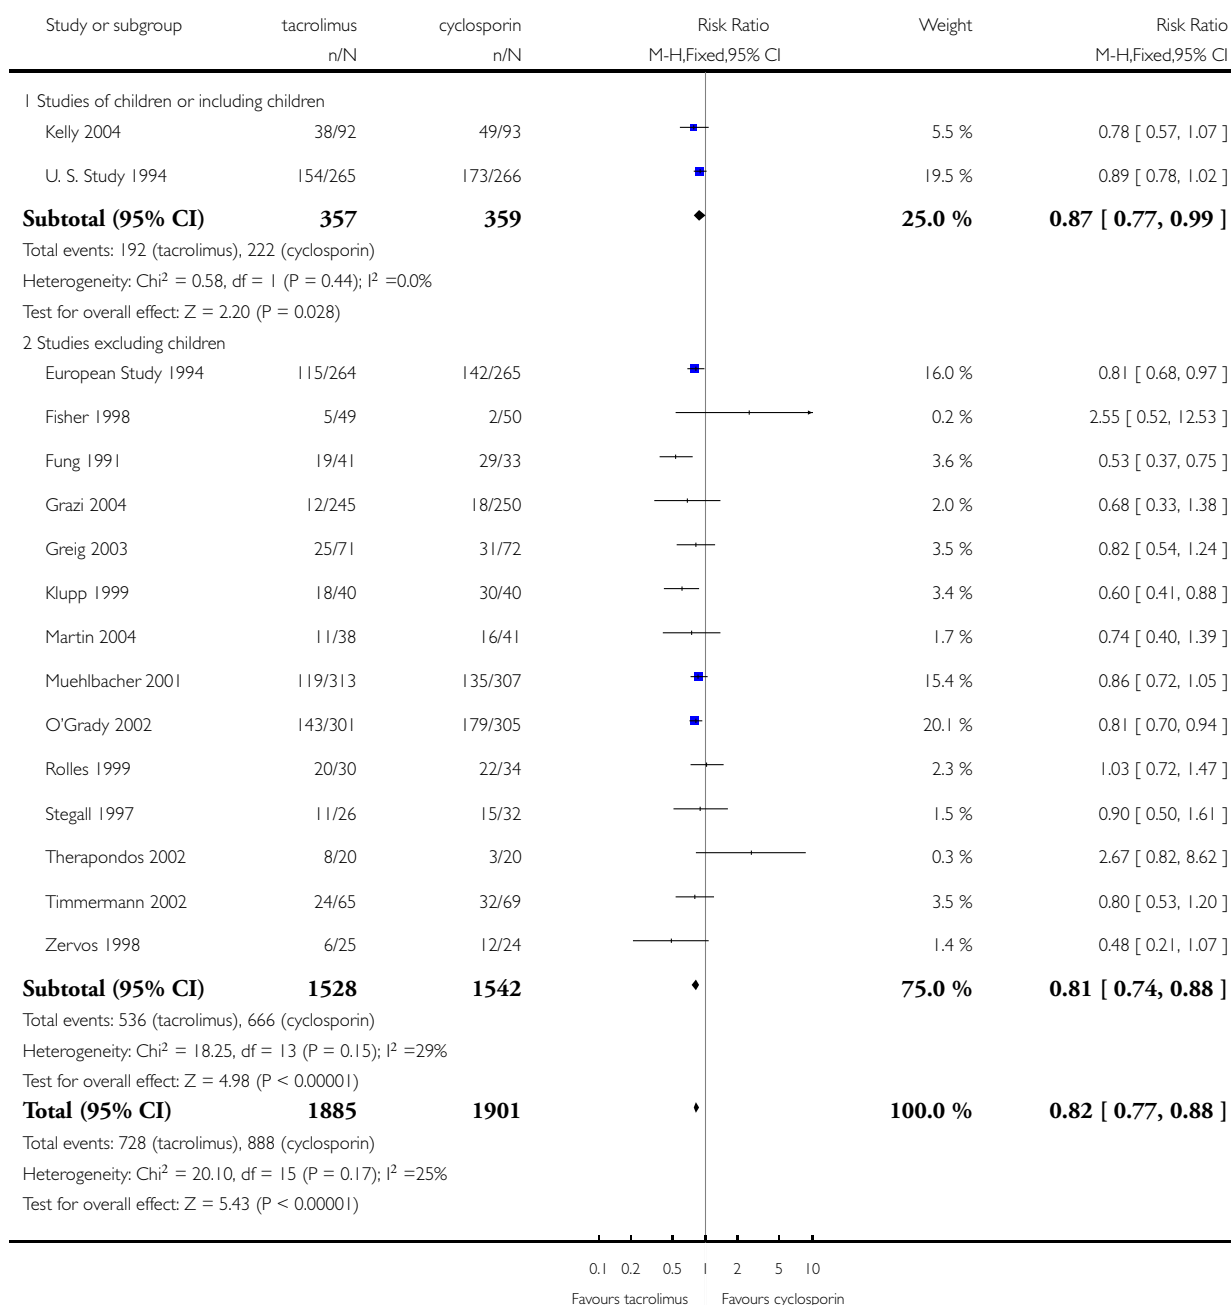 Study or subgroup tacrolimus cyclosporin Risk Ratio Weight Risk Ratio
n/N n/N M-H,Fixed,95% CI M-H,Fixed,95% CI
1 Studies of children or including children
Kelly 2004 38/92 49/93 5.5 % 0.78 [ 0.57, 1.07 ]
U. S. Study 1994 154/265 173/266 19.5 % 0.89 [ 0.78, 1.02 ]
Subtotal (95% CI) 357 359 25.0 % 0.87 [ 0.77, 0.99 ]
Total events: 192 (tacrolimus), 222 (cyclosporin)
Heterogeneity: Chi² = 0.58, df = 1 (P = 0.44); I² =0.0%
Test for overall effect: Z = 2.20 (P = 0.028)
2 Studies excluding children
European Study 1994 115/264 142/265 16.0 % 0.81 [ 0.68, 0.97 ]
Fisher 1998 5/49 2/50 0.2 % 2.55 [ 0.52, 12.53 ]
Fung 1991 19/41 29/33 3.6 % 0.53 [ 0.37, 0.75 ]
Grazi 2004 12/245 18/250 2.0 % 0.68 [ 0.33, 1.38 ]
Greig 2003 25/71 31/72 3.5 % 0.82 [ 0.54, 1.24 ]
Klupp 1999 18/40 30/40 3.4 % 0.60 [ 0.41, 0.88 ]
Martin 2004 11/38 16/41 1.7 % 0.74 [ 0.40, 1.39 ]
Muehlbacher 2001 119/313 135/307 15.4 % 0.86 [ 0.72, 1.05 ]
O'Grady 2002 143/301 179/305 20.1 % 0.81 [ 0.70, 0.94 ]
Rolles 1999 20/30 22/34 2.3 % 1.03 [ 0.72, 1.47 ]
Stegall 1997 11/26 15/32 1.5 % 0.90 [ 0.50, 1.61 ]
Therapondos 2002 8/20 3/20 0.3 % 2.67 [ 0.82, 8.62 ]
Timmermann 2002 24/65 32/69 3.5 % 0.80 [ 0.53, 1.20 ]
Zervos 1998 6/25 12/24 1.4 % 0.48 [ 0.21, 1.07 ]
Subtotal (95% CI) 1528 1542 75.0 % 0.81 [ 0.74, 0.88 ]
Total events: 536 (tacrolimus), 666 (cyclosporin)
Heterogeneity: Chi² = 18.25, df = 13 (P = 0.15); I² =29%
Test for overall effect: Z = 4.98 (P < 0.00001)
Total (95% CI) 1885 1901 100.0 % 0.82 [ 0.77, 0.88 ]
Total events: 728 (tacrolimus), 888 (cyclosporin)
Heterogeneity: Chi² = 20.10, df = 15 (P = 0.17); I² =25%
Test for overall effect: Z = 5.43 (P < 0.00001)
0.1 0.2 0.5 1 2 5 10
Favours tacrolimus Favours cyclosporin